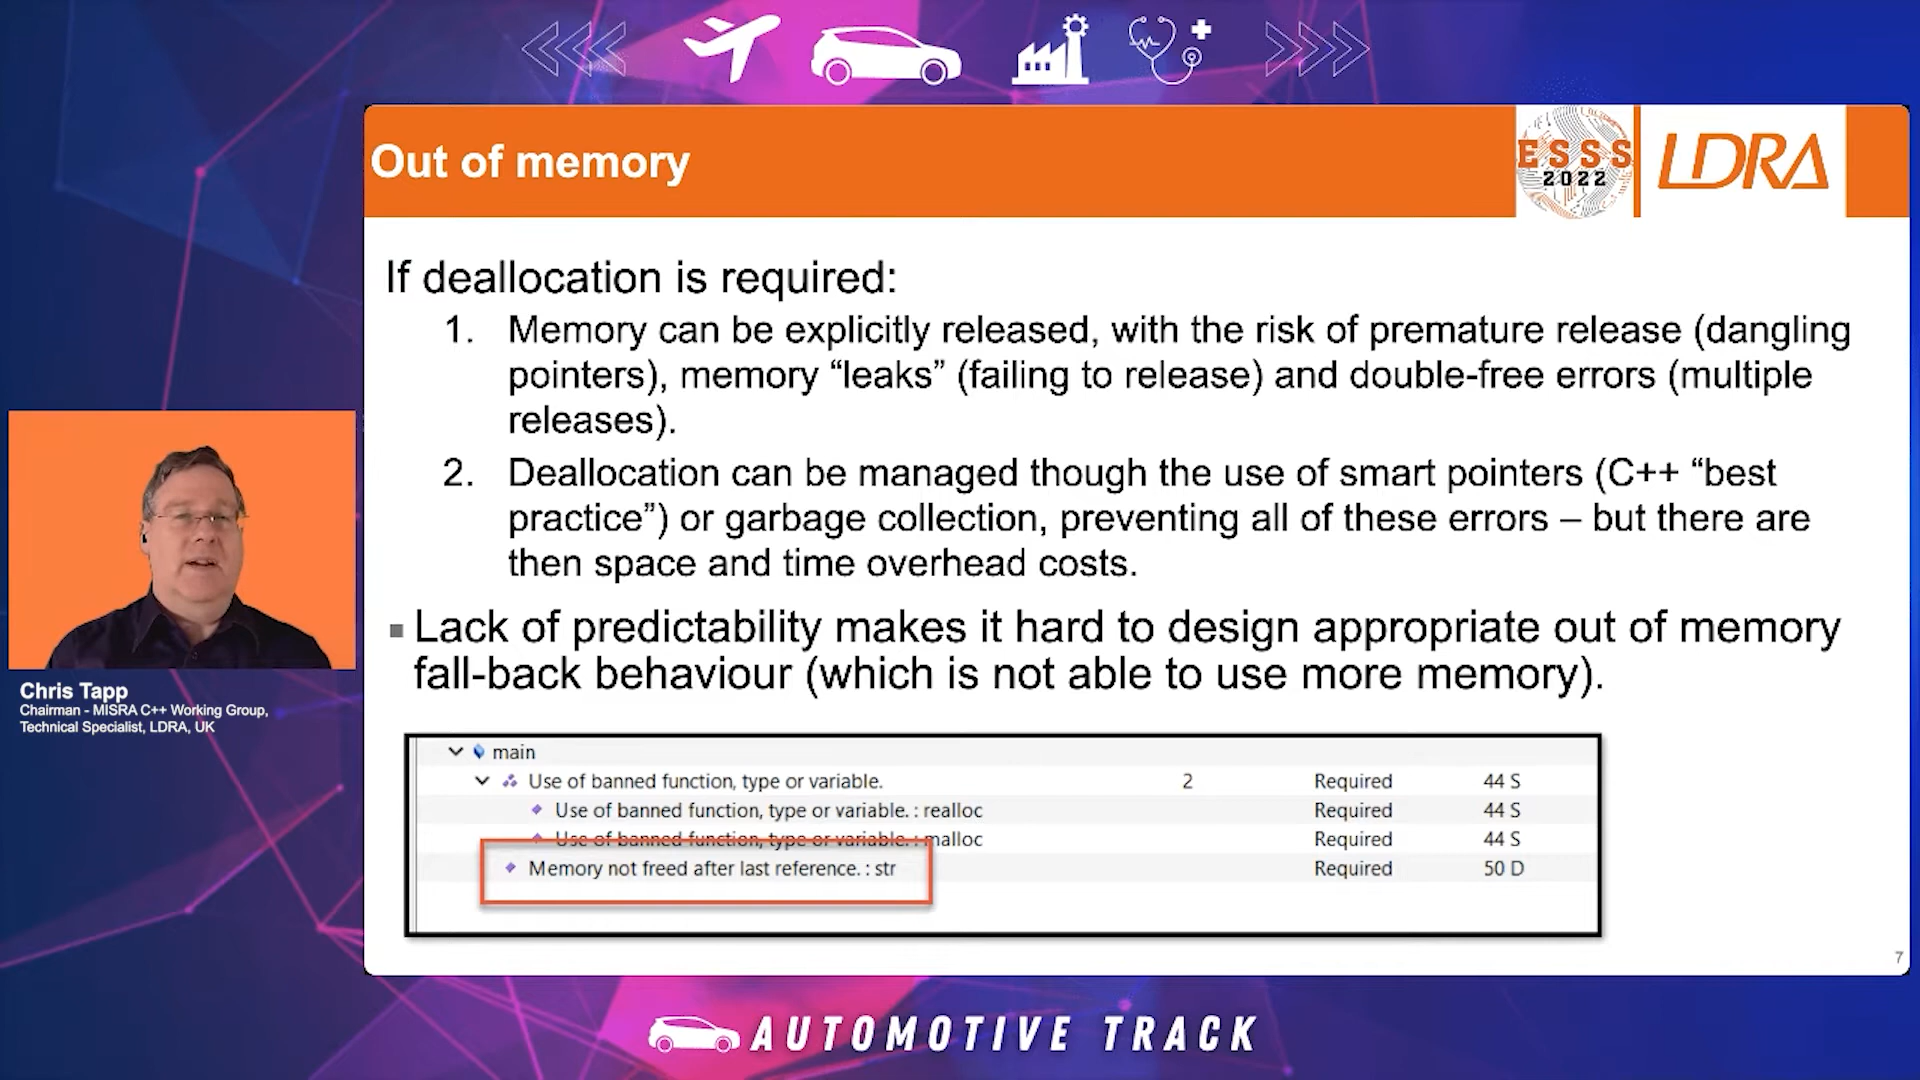 Out of memory
ESSS
2022
LDRA
If deallocation is required:
1. Memory can be explicitly released, with the risk of premature release (dangling
pointers), memory “leaks” (failing to release) and double-free errors (multiple
releases).
2. Deallocation can be managed though the use of smart pointers (C++ “best
practice”) or garbage collection, preventing all of these errors – but there are
then space and time overhead costs.
Lack of predictability makes it hard to design appropriate out of memory
fall-back behaviour (which is not able to use more memory).
Chris Tapp
Chairman - MISRA C++ Working Group,
Technical Specialist, LDRA, UK
main
Use of banned function, type or variable. 2 Required 44 S
Use of banned function, type or variable. : realloc Required 44 S
Use of banned function, type or variable. : malloc Required 44 S
Memory not freed after last reference. : str Required 50 D
7
AUTOMOTIVE TRACK